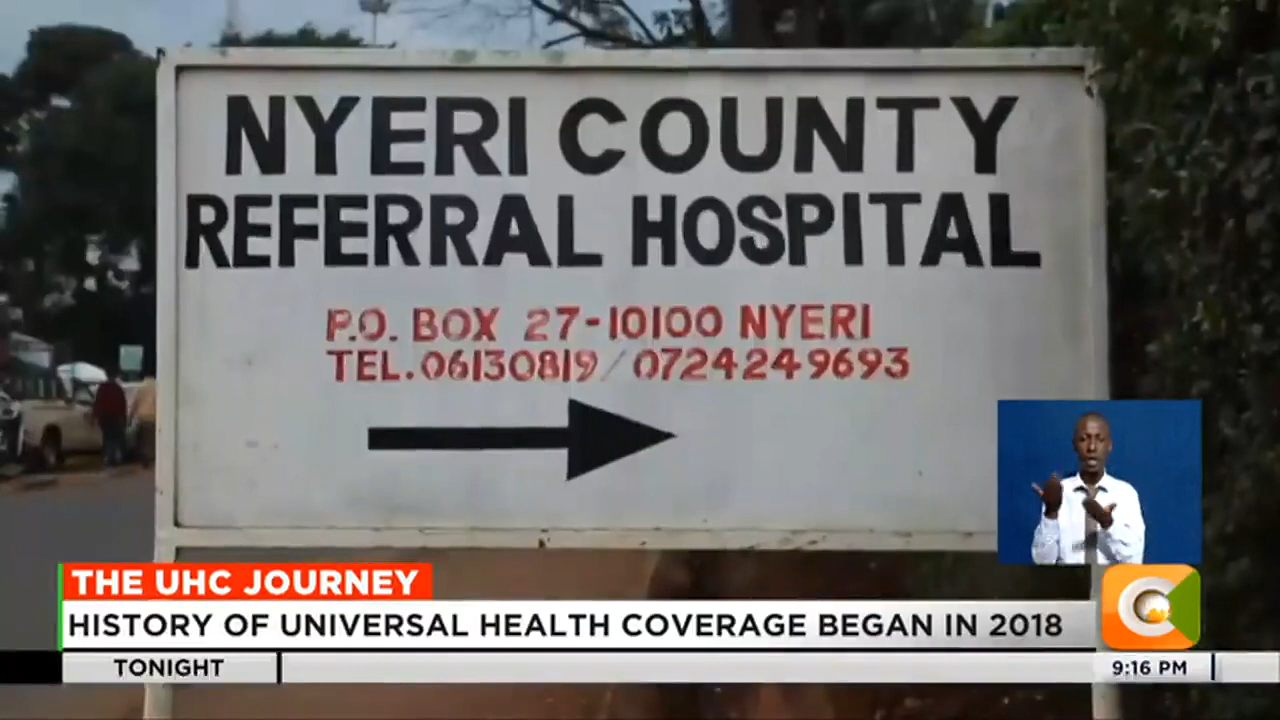 NYERI COUNTY
REFERRAL HOSPITAL
P.O. BOX 27-10100 NYERI
TEL.06130819/0724249693
THE UHC JOURNEY
HISTORY OF UNIVERSAL HEALTH COVERAGE BEGAN IN 2018
TONIGHT
9:16 PM